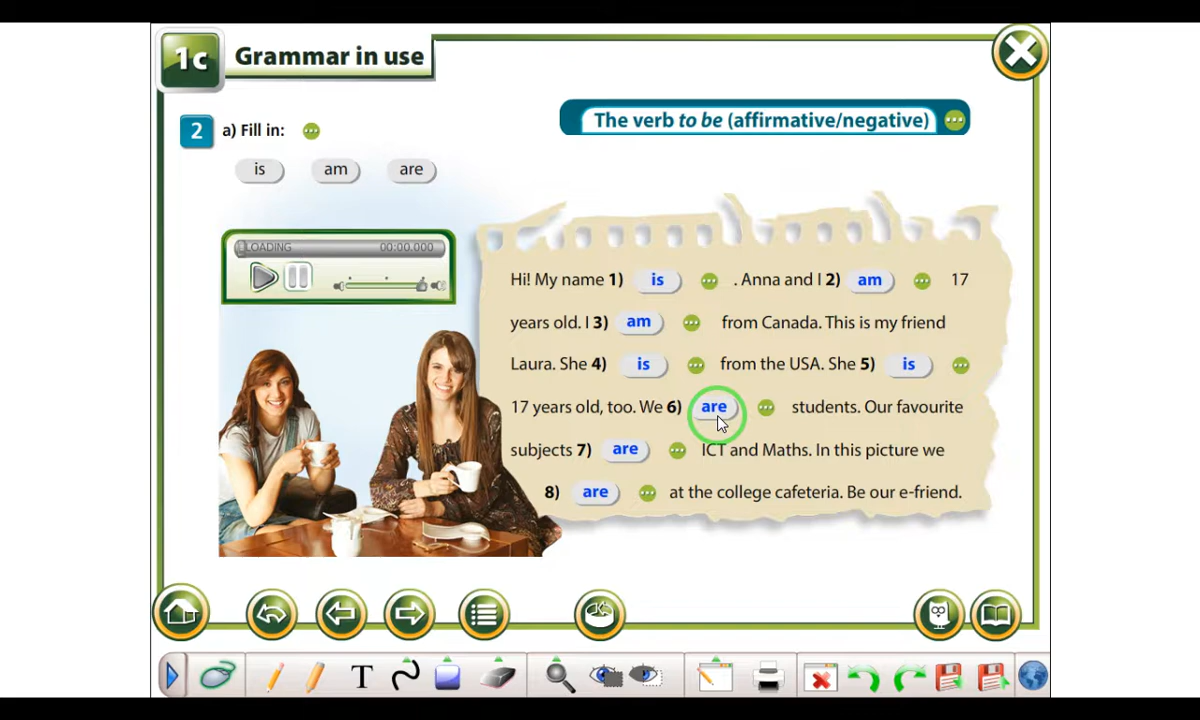 1c Grammar in use
2 a) Fill in:
The verb to be (affirmative/negative)
is am are
LOADING 00:00.000
Hi! My name 1) is . Anna and I 2) am 17
years old. I 3) am from Canada. This is my friend
Laura. She 4) is from the USA. She 5) is
17 years old, too. We 6) are students. Our favourite
subjects 7) are ICT and Maths. In this picture we
8) are at the college cafeteria. Be our e-friend.
T